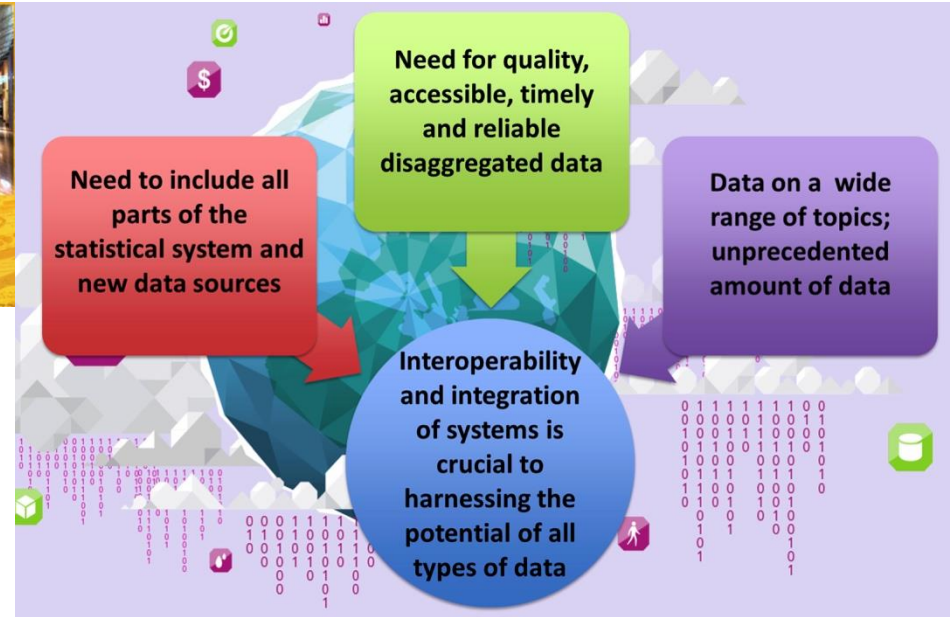 Need for quality,
accessible, timely
and reliable
disaggregated data
Need to include all
parts of the
statistical system and
new data sources
Data on a wide
range of topics;
unprecedented
amount of data
Interoperability
and integration
of systems is
crucial to
harnessing the
potential of all
types of data
$